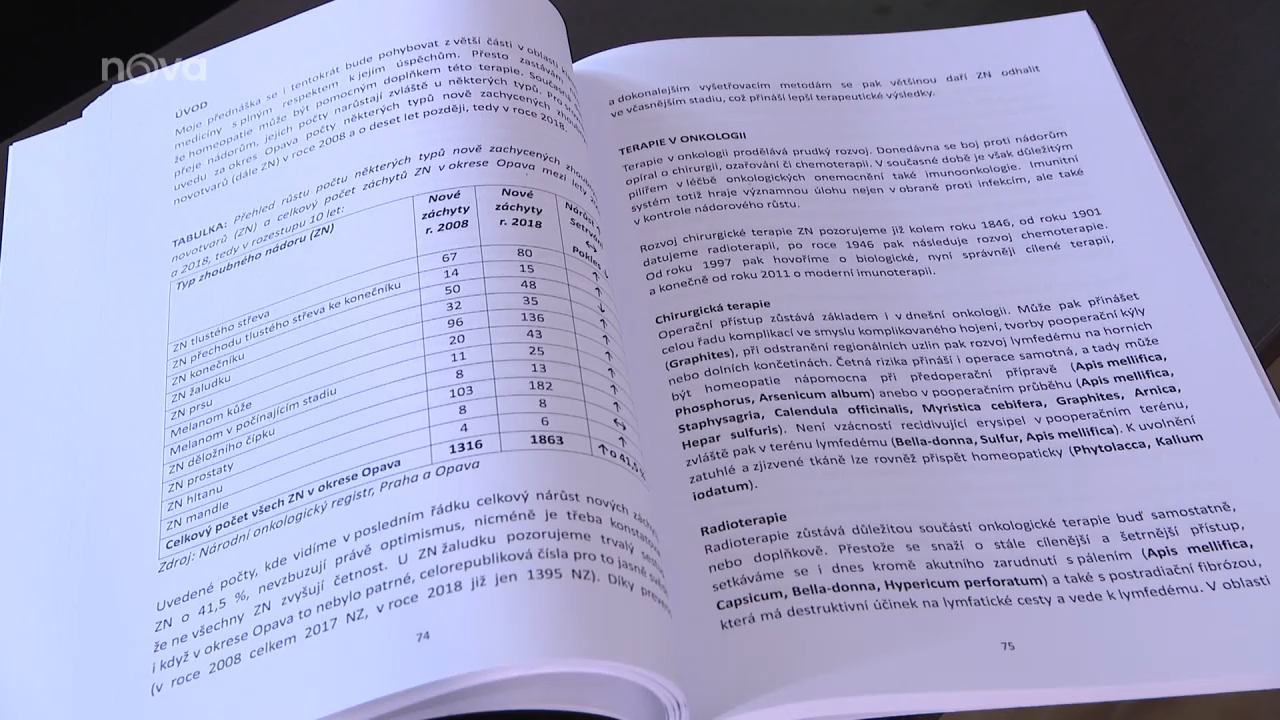 nova
ÚVOD
Moje přednáška se i tentokrát bude pohybovat z větší části v oblasti
medicíny s plným respektem k jejím úspěchům. Přesto zastávám
že homeopatie může být pomocným doplňkem této terapie. Současná
přeje nádorům, jejich počty narůstají zvláště u některých typů. Pro
uvedu za okres Opava počty některých typů nově zachycených zhoubných
novotvarů (dále ZN) v roce 2008 a o deset let později, tedy v roce 2018.
TABULKA: Přehled růstu počtu některých typů nově zachycených
novotvarů (ZN) a celkový počet záchytů ZN v okrese Opava mezi lety
a 2018, tedy v rozestupu 10 let:
Typ zhoubného nádoru (ZN) Nové záchyty r. 2008 Nové záchyty r. 2018 Nárůst ↑ Setrvání ↔ Pokles ↓
ZN tlustého střeva 67 80 ↑
ZN přechodu tlustého střeva ke konečníku 14 15 ↑
ZN konečníku 50 48 ↓
ZN žaludku 32 35 ↑
ZN prsu 96 136 ↑
Melanom kůže 20 43 ↑
Melanom v počínajícím stadiu 11 25 ↑
ZN děložního čípku 8 13 ↑
ZN prostaty 103 182 ↑
ZN hltanu 8 8 ↔
ZN mandle 4 6 ↑
Celkový počet všech ZN v okrese Opava 1316 1863 ↑ o 41,5 %
Zdroj: Národní onkologický registr, Praha a Opava
Uvedené počty, kde vidíme v posledním řádku celkový nárůst nových
ZN o 41,5 %, nevzbuzují právě optimismus, nicméně je třeba
že ne všechny ZN zvyšují četnost. U ZN žaludku pozorujeme trvalý
i když v okrese Opava to nebylo patrné, celorepubliková čísla pro to jasně
(v roce 2008 celkem 2017 NZ, v roce 2018 již jen 1395 NZ). Díky
74
a dokonalejším vyšetřovacím metodám se pak většinou daří ZN odhalit
ve včasnějším stadiu, což přináší lepší terapeutické výsledky.
TERAPIE V ONKOLOGII
Terapie v onkologii prodělává prudký rozvoj. Donedávna se boj proti nádorům
opíral o chirurgii, ozařování či chemoterapii. V současné době je však důležitým
pilířem v léčbě onkologických onemocnění také imunoonkologie. Imunitní
systém totiž hraje významnou úlohu nejen v obraně proti infekcím, ale také
v kontrole nádorového růstu.
Rozvoj chirurgické terapie ZN pozorujeme již kolem roku 1846, od roku 1901
datujeme radioterapii, po roce 1946 pak následuje rozvoj chemoterapie.
Od roku 1997 pak hovoříme o biologické, nyní správněji cílené terapii,
a konečně od roku 2011 o moderní imunoterapii.
Chirurgická terapie
Operační přístup zůstává základem i v dnešní onkologii. Může pak přinášet
celou řadu komplikací ve smyslu komplikovaného hojení, tvorby pooperační kýly
(Graphites), při odstranění regionálních uzlin pak rozvoj lymfedému na horních
nebo dolních končetinách. Četná rizika přináší i operace samotná, a tady může
být homeopatie nápomocna při předoperační přípravě (Apis mellifica,
Phosphorus, Arsenicum album) anebo v pooperačním průběhu (Apis mellifica,
Staphysagria, Calendula officinalis, Myristica cebifera, Graphites, Arnica,
Hepar sulfuris). Není vzácností recidivující erysipel v pooperačním terénu,
zvláště pak v terénu lymfedému (Bella-donna, Sulfur, Apis mellifica). K uvolnění
zatuhlé a zjizvené tkáně lze rovněž přispět homeopaticky (Phytolacca, Kalium
iodatum).
Radioterapie
Radioterapie zůstává důležitou součástí onkologické terapie buď samostatně,
nebo doplňkově. Přestože se snaží o stále cílenější a šetrnější přístup,
setkáváme se i dnes kromě akutního zarudnutí s pálením (Apis mellifica,
Capsicum, Bella-donna, Hypericum perforatum) a také s postradiační fibrózou,
která má destruktivní účinek na lymfatické cesty a vede k lymfedému. V oblasti
75